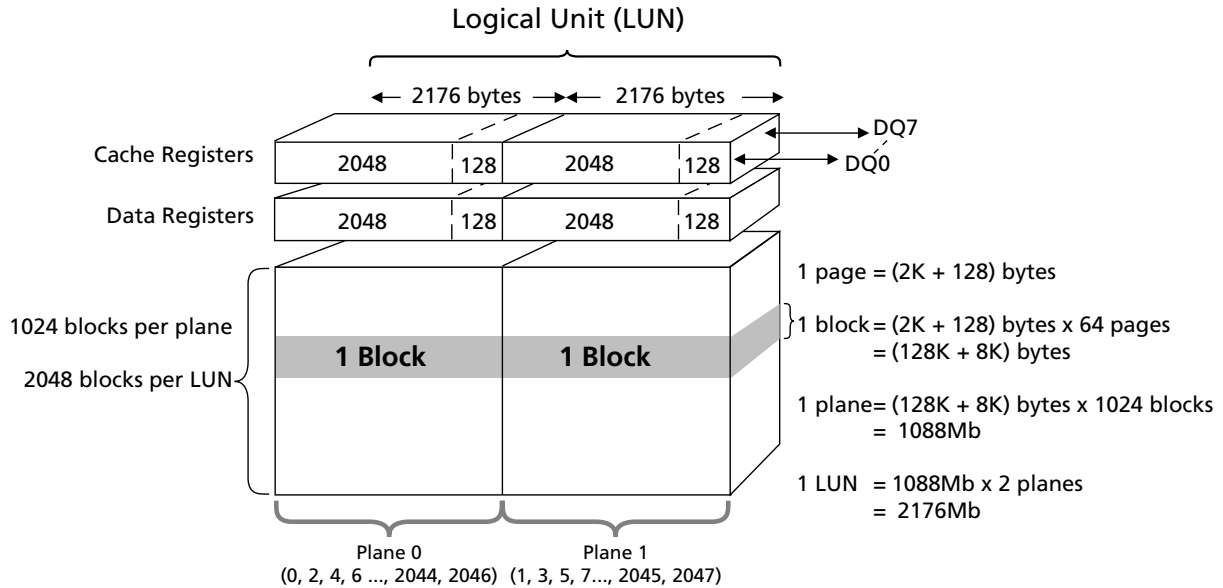 Logical Unit (LUN)
2176 bytes 2176 bytes
DQ7
DQ0
Cache Registers
2048 128 2048 128
Data Registers
2048 128 2048 128
1024 blocks per plane
2048 blocks per LUN
1 Block 1 Block
1 page = (2K + 128) bytes
1 block = (2K + 128) bytes x 64 pages
= (128K + 8K) bytes
1 plane= (128K + 8K) bytes x 1024 blocks
= 1088Mb
1 LUN = 1088Mb x 2 planes
= 2176Mb
Plane 0
(0, 2, 4, 6 ..., 2044, 2046)
Plane 1
(1, 3, 5, 7..., 2045, 2047)